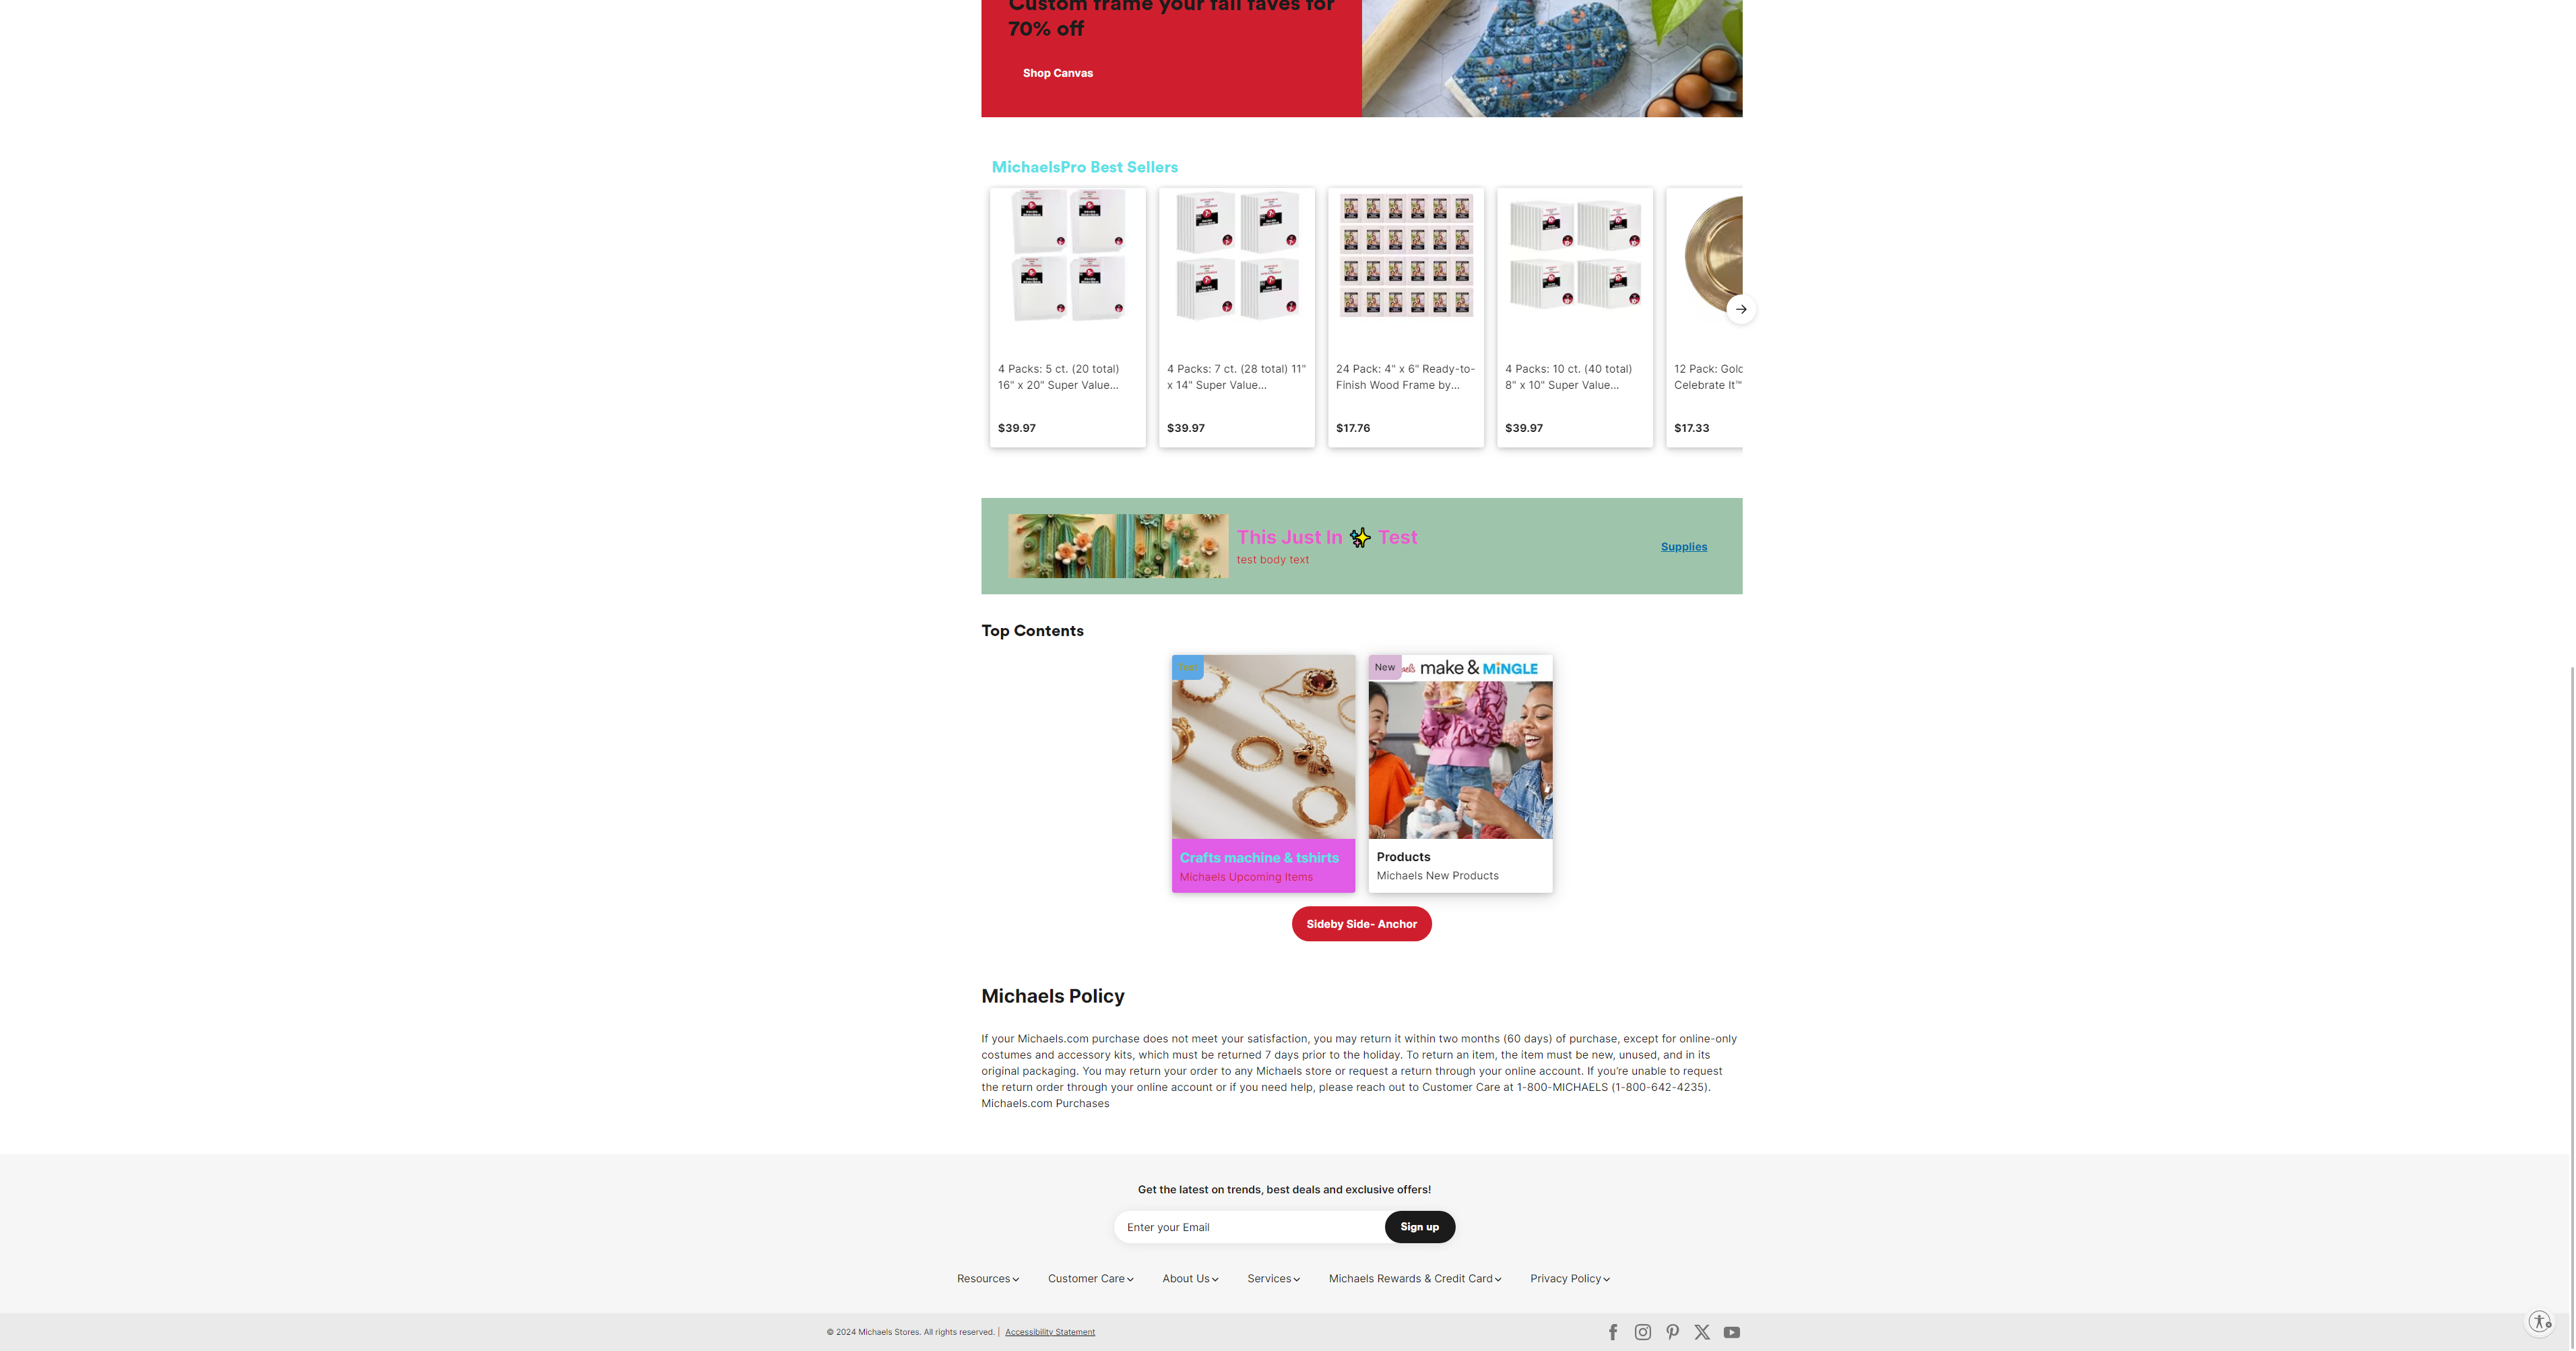 Custom frame your fall faves for
70% off
Shop Canvas
MichaelsPro Best Sellers
4 Packs: 5 ct. (20 total)
16" x 20" Super Value...
$39.97
4 Packs: 7 ct. (28 total) 11"
x 14" Super Value...
$39.97
24 Pack: 4" x 6" Ready-to-
Finish Wood Frame by...
$17.76
4 Packs: 10 ct. (40 total)
8" x 10" Super Value...
$39.97
12 Pack: Gold
Celebrate It™
$17.33
This Just In ✨ Test
test body text
Supplies
Top Contents
Test
Crafts machine & tshirts
Michaels Upcoming Items
New
make & MiNGLE
Products
Michaels New Products
Sideby Side- Anchor
Michaels Policy
If your Michaels.com purchase does not meet your satisfaction, you may return it within two months (60 days) of purchase, except for online-only
costumes and accessory kits, which must be returned 7 days prior to the holiday. To return an item, the item must be new, unused, and in its
original packaging. You may return your order to any Michaels store or request a return through your online account. If you're unable to request
the return order through your online account or if you need help, please reach out to Customer Care at 1-800-MICHAELS (1-800-642-4235).
Michaels.com Purchases
Get the latest on trends, best deals and exclusive offers!
Enter your Email
Sign up
Resources
Customer Care
About Us
Services
Michaels Rewards & Credit Card
Privacy Policy
© 2024 Michaels Stores. All rights reserved. |
Accessibility Statement